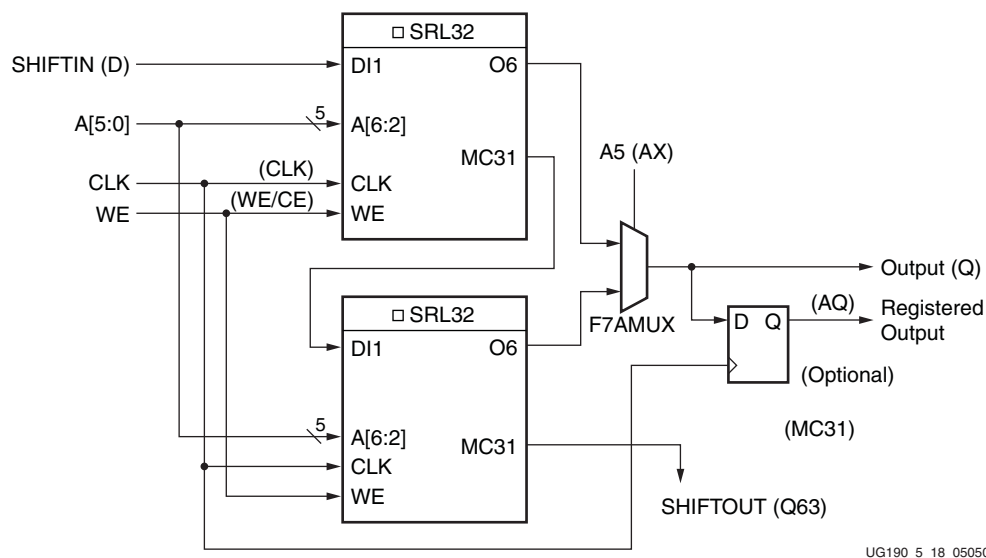 □ SRL32
SHIFTIN (D)
DI1
O6
A[5:0]
5
A[6:2]
MC31
A5 (AX)
CLK
(CLK)
CLK
WE
(WE/CE)
WE
Output (Q)
□ SRL32
F7AMUX
(AQ)
Registered
Output
D Q
DI1
O6
(Optional)
5
A[6:2]
MC31
(MC31)
CLK
WE
SHIFTOUT (Q63)
UG190_5_18_05050